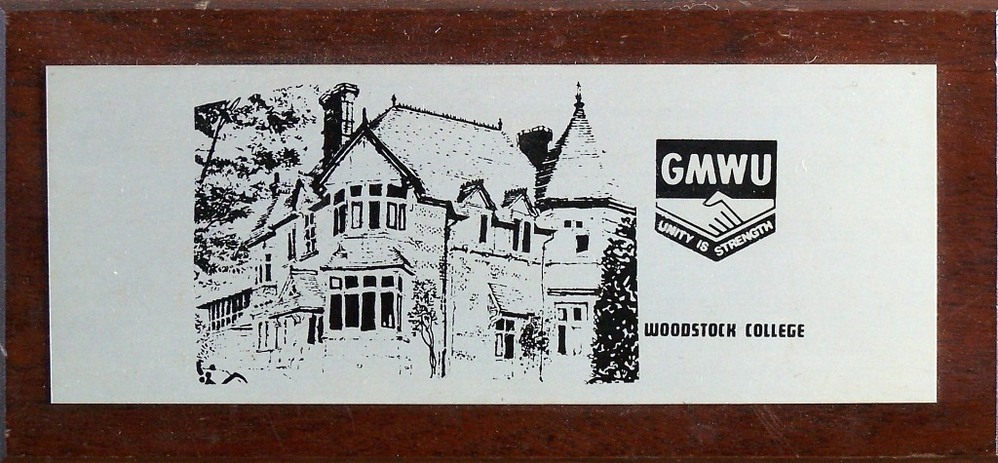 GMWU
UNITY IS STRENGTH
WOODSTOCK COLLEGE